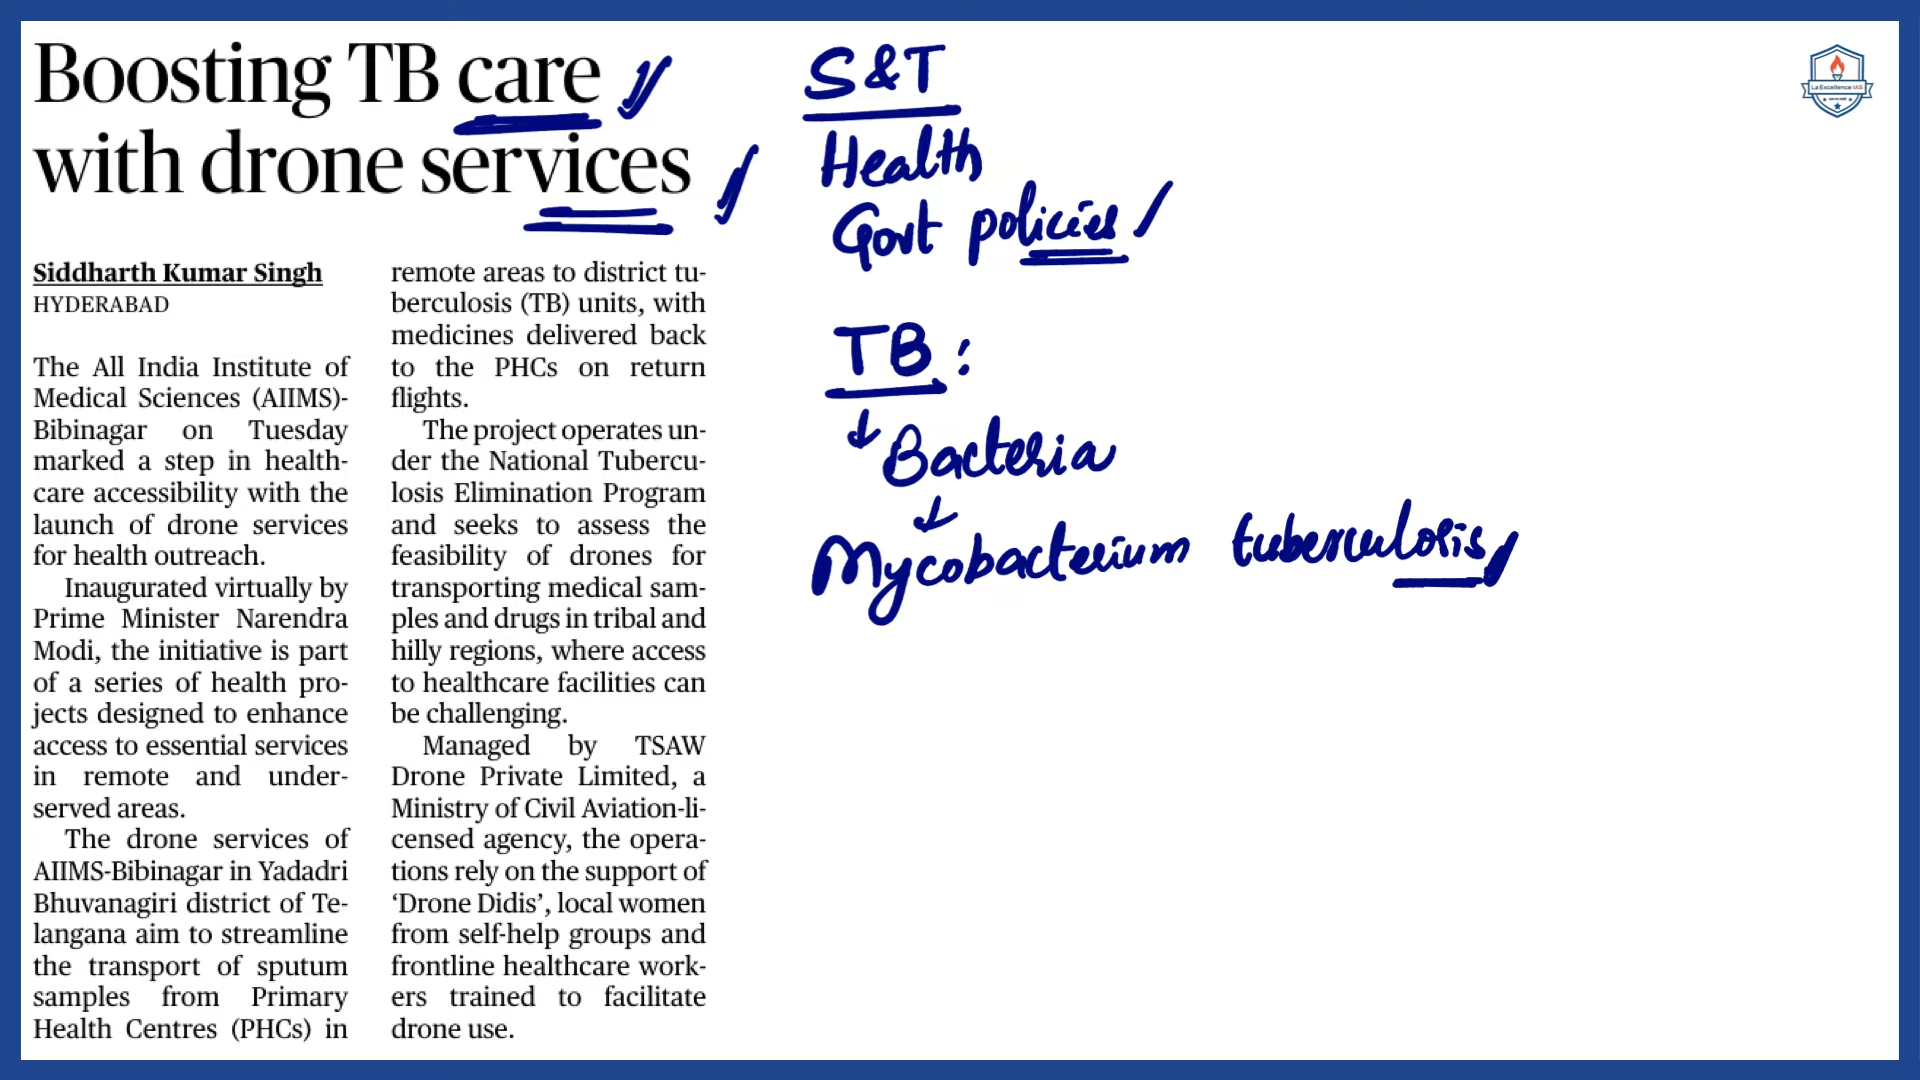 Boosting TB care
with drone services
Siddharth Kumar Singh
HYDERABAD
The All India Institute of
Medical Sciences (AIIMS)-
Bibinagar on Tuesday
marked a step in health-
care accessibility with the
launch of drone services
for health outreach.
Inaugurated virtually by
Prime Minister Narendra
Modi, the initiative is part
of a series of health pro-
jects designed to enhance
access to essential services
in remote and under-
served areas.
The drone services of
AIIMS-Bibinagar in Yadadri
Bhuvanagiri district of Te-
langana aim to streamline
the transport of sputum
samples from Primary
Health Centres (PHCs) in
remote areas to district tu-
berculosis (TB) units, with
medicines delivered back
to the PHCs on return
flights.
The project operates un-
der the National Tubercu-
losis Elimination Program
and seeks to assess the
feasibility of drones for
transporting medical sam-
ples and drugs in tribal and
hilly regions, where access
to healthcare facilities can
be challenging.
Managed by TSAW
Drone Private Limited, a
Ministry of Civil Aviation-li-
censed agency, the opera-
tions rely on the support of
‘Drone Didis’, local women
from self-help groups and
frontline healthcare work-
ers trained to facilitate
drone use.
S&T
Health
Govt policies
TB:
Bacteria
Mycobacterium tuberculosis
La Excellence IAS